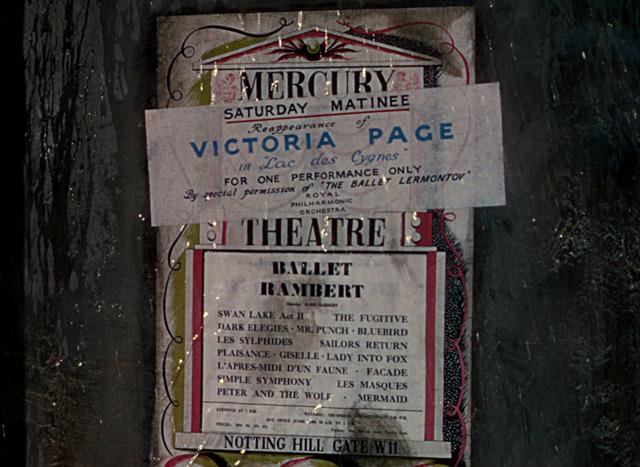 MERCURY
SATURDAY MATINEE
Reappearance of
VICTORIA PAGE
in "Lac des Cygnes"
FOR ONE PERFORMANCE ONLY
By special permission of 'THE BALLET LERMONTOV'
ROYAL
PHILHARMONIC
ORCHESTRA
THEATRE
BALLET
RAMBERT
SWAN LAKE Act II THE FUGITIVE
DARK ELEGIES · MR. PUNCH · BLUEBIRD
LES SYLPHIDES SAILORS RETURN
PLAISANCE · GISELLE · LADY INTO FOX
L'APRES-MIDI D'UN FAUNE · FACADE
SIMPLE SYMPHONY LES MASQUES
PETER AND THE WOLF · MERMAID
NOTTING HILL GATE W11